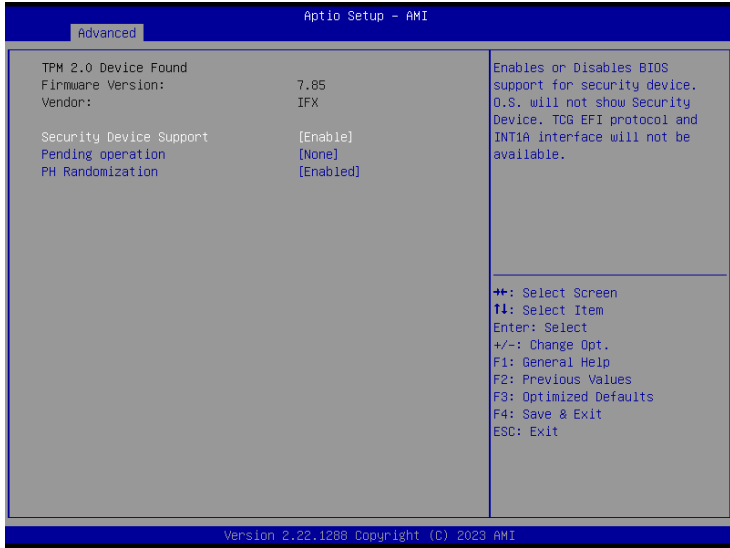 Aptio Setup – AMI
Advanced
TPM 2.0 Device Found
Firmware Version: 7.85
Vendor: IFX
Security Device Support [Enable]
Pending operation [None]
PH Randomization [Enabled]
Enables or Disables BIOS
support for security device.
O.S. will not show Security
Device. TCG EFI protocol and
INT1A interface will not be
available.
→←: Select Screen
↑↓: Select Item
Enter: Select
+/-: Change Opt.
F1: General Help
F2: Previous Values
F3: Optimized Defaults
F4: Save & Exit
ESC: Exit
Version 2.22.1288 Copyright (C) 2023 AMI